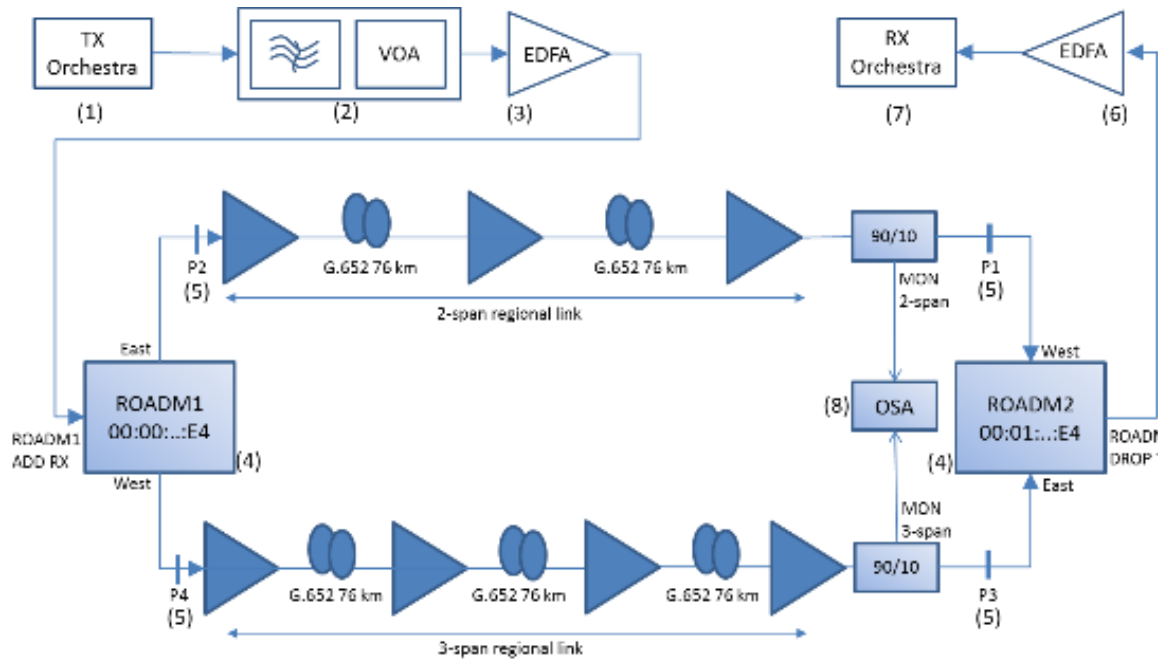 TX
Orchestra
(1)
VOA
(2)
EDFA
(3)
RX
Orchestra
(7)
EDFA
(6)
P2
(5)
G.652 76 km
G.652 76 km
2-span regional link
90/10
MON
2-span
P1
(5)
East
ROADM1
00:00:..:E4
(4)
West
ROADM1
ADD RX
(8)
OSA
West
ROADM2
00:01:..:E4
(4)
East
DROP
MON
3-span
P4
(5)
G.652 76 km
G.652 76 km
G.652 76 km
3-span regional link
90/10
P3
(5)